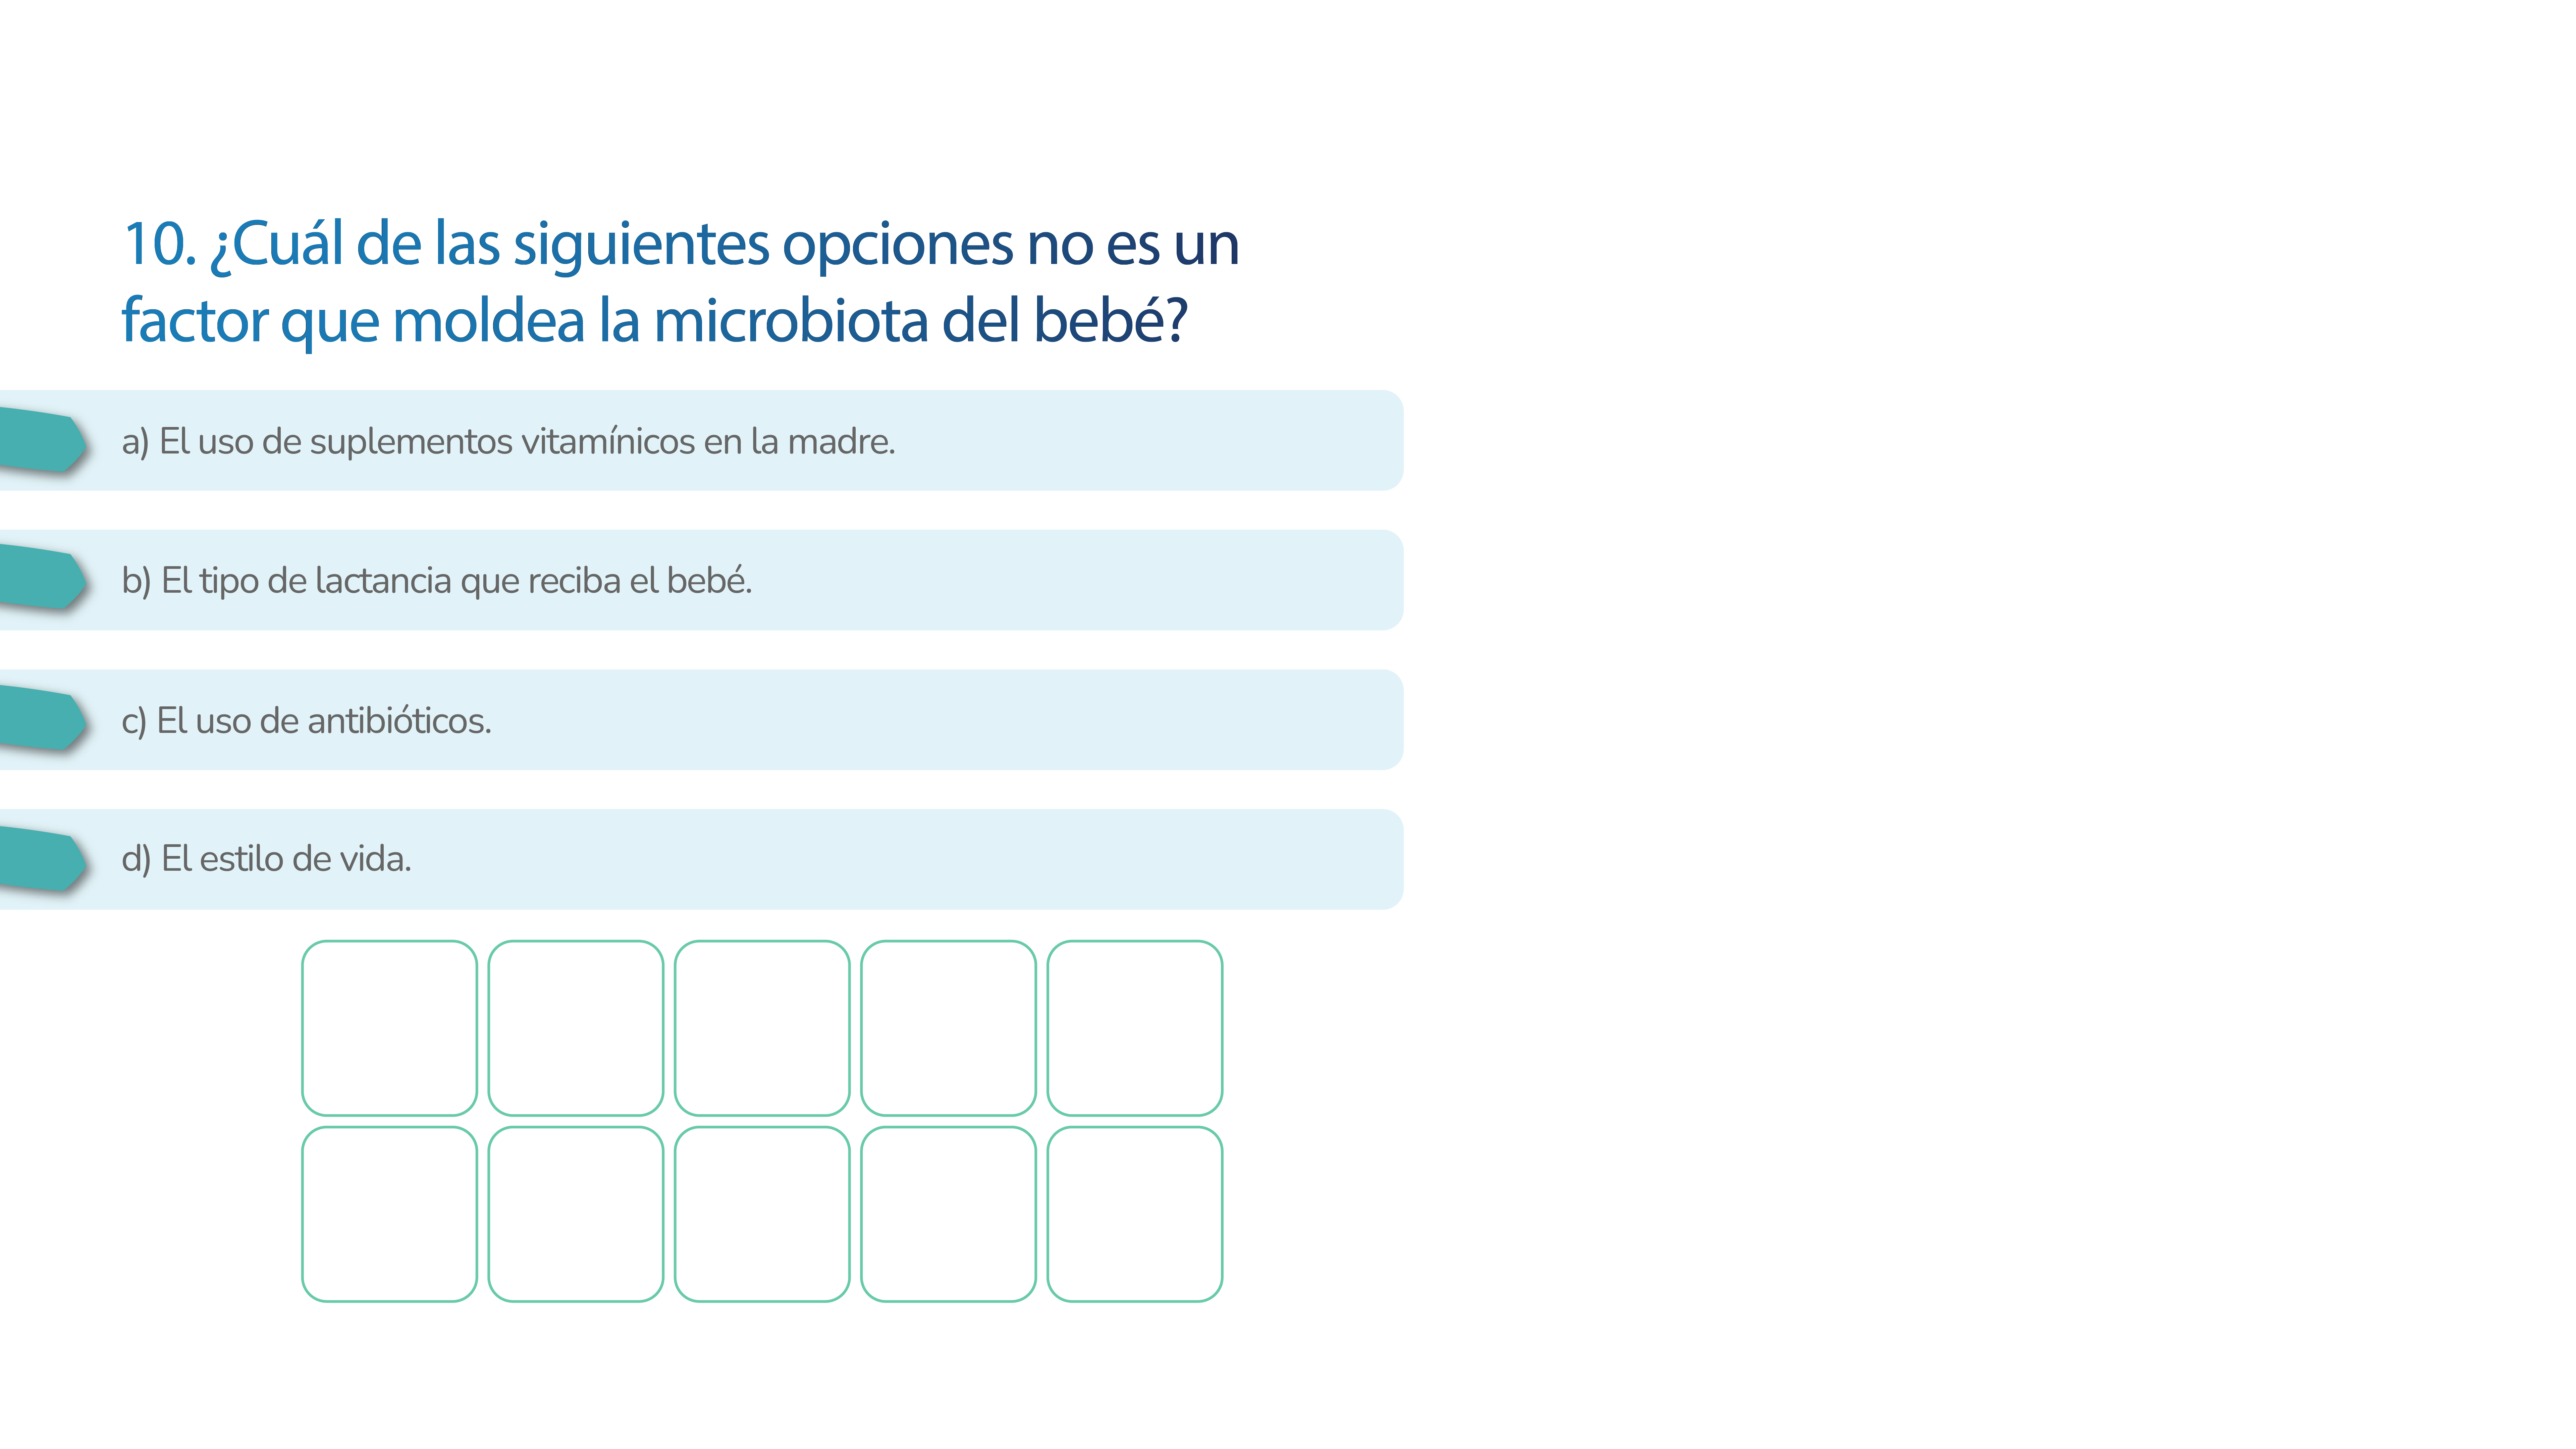 10. ¿Cuál de las siguientes opciones no es un
factor que moldea la microbiota del bebé?
a) El uso de suplementos vitamínicos en la madre.
b) El tipo de lactancia que reciba el bebé.
c) El uso de antibióticos.
d) El estilo de vida.